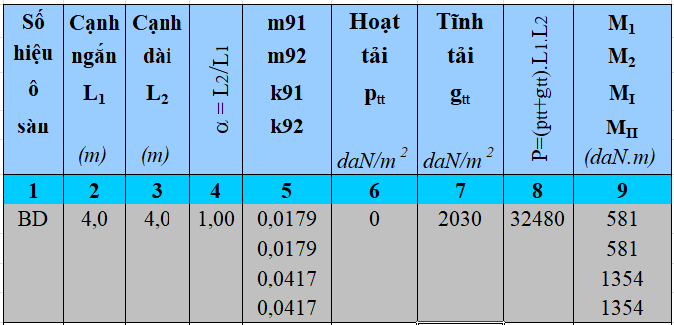 Số hiệu ô sàn | Cạnh ngắn L1 (m) | Cạnh dài L2 (m) | α = L2/L1 | m91 m92 k91 k92 | Hoạt tải ptt daN/m 2 | Tĩnh tải gtt daN/m 2 | P=(ptt+gtt).L1.L2 | M1 M2 MI MII (daN.m)
1 | 2 | 3 | 4 | 5 | 6 | 7 | 8 | 9
BD | 4,0 | 4,0 | 1,00 | 0,0179 | 0 | 2030 | 32480 | 581
0,0179 | 581
0,0417 | 1354
0,0417 | 1354